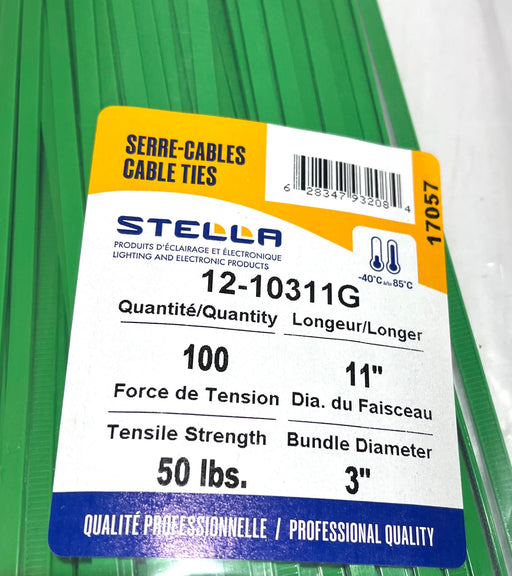 SERRE-CABLES
CABLE TIES
6 28347 93208 4
17057
STELLA
PRODUITS D'ÉCLAIRAGE ET ÉLECTRONIQUE
LIGHTING AND ELECTRONIC PRODUCTS
-40°C à/to 85°C
12-10311G
Quantité/Quantity Longeur/Longer
100 11"
Force de Tension Dia. du Faisceau
Tensile Strength Bundle Diameter
50 lbs. 3"
QUALITÉ PROFESSIONNELLE / PROFESSIONAL QUALITY